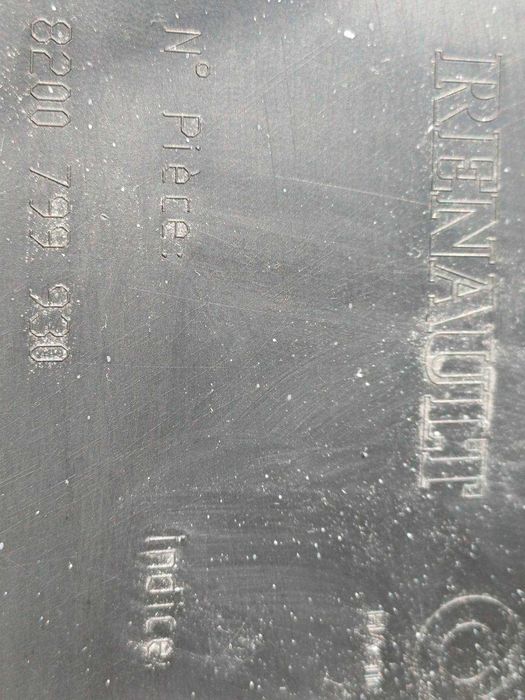 RENAULT ©
N° Pièce:
indice:
8200 799 930